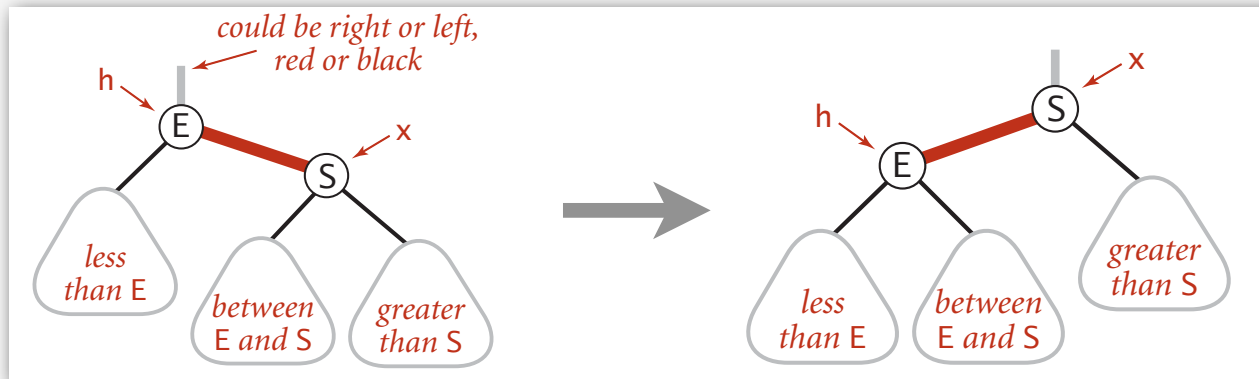 could be right or left,
red or black
h
E
x
S
less
than E
between
E and S
greater
than S
x
S
h
E
greater
than S
less
than E
between
E and S